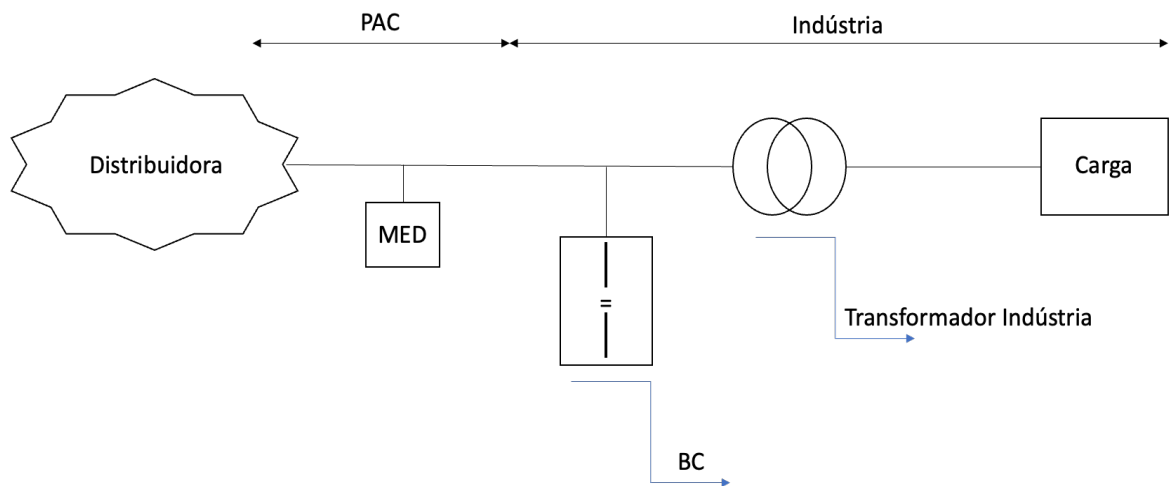 PAC
Indústria
Distribuidora
MED
Carga
=
Transformador Indústria
BC